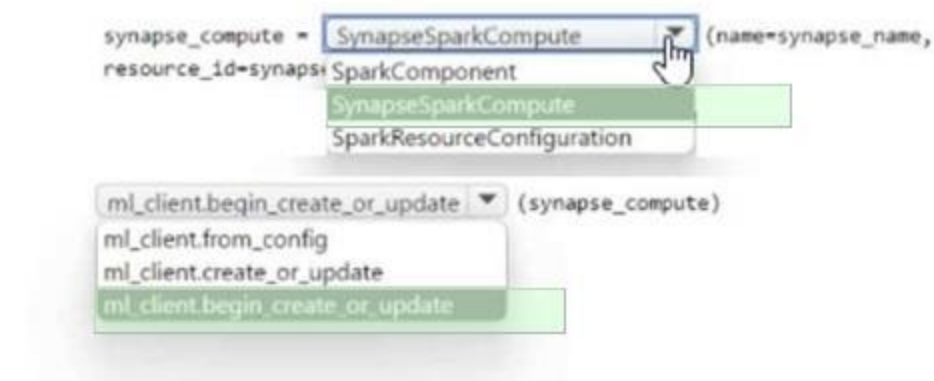 synapse_compute = SynapseSparkCompute (name=synapse_name,
resource_id=synaps
SparkComponent
SynapseSparkCompute
SparkResourceConfiguration
ml_client.begin_create_or_update (synapse_compute)
ml_client.from_config
ml_client.create_or_update
ml_client.begin_create_or_update